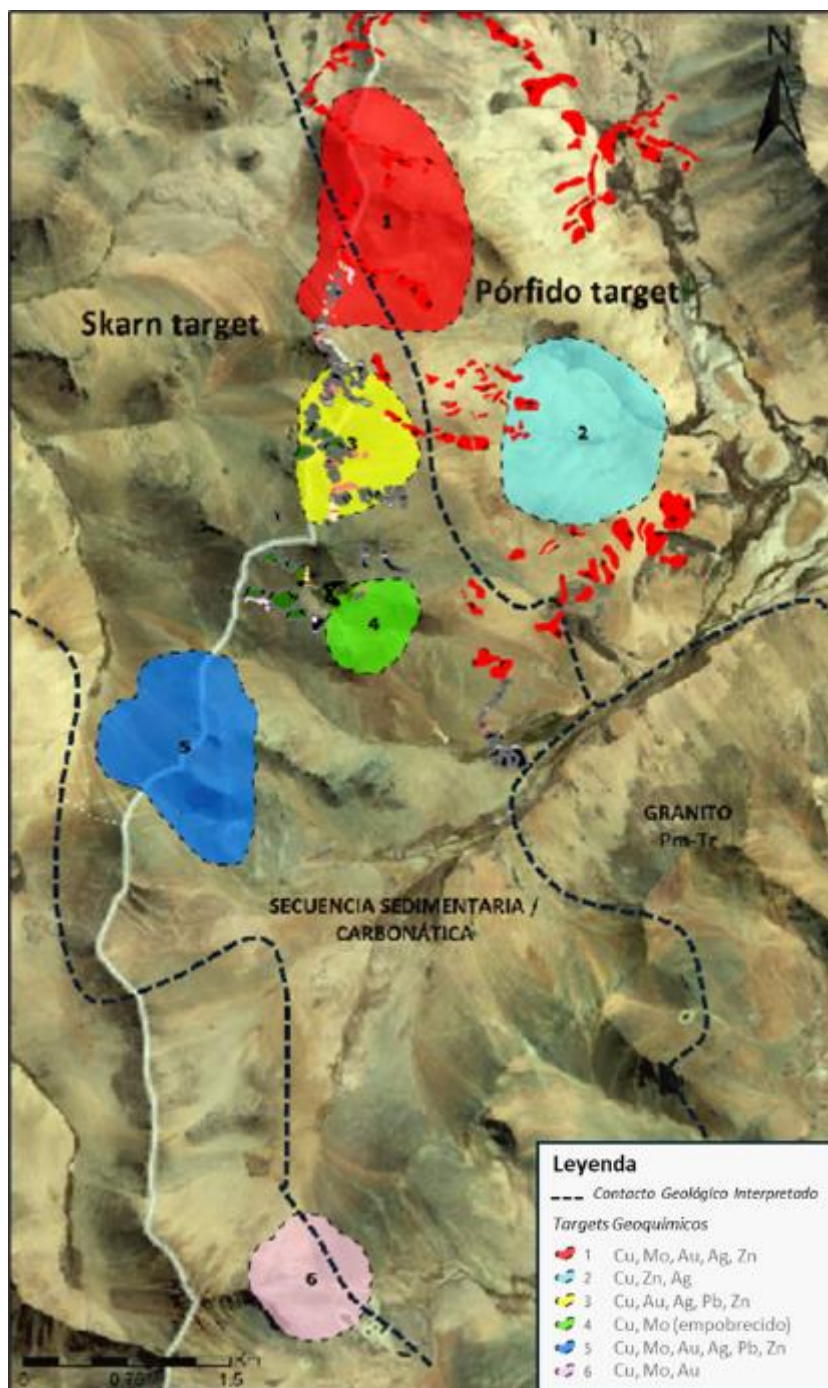 N
1
Pórfido target
Skarn target
2
3
4
5
GRANITO
Pm-Tr
SECUENCIA SEDIMENTARIA /
CARBONÁTICA
6
Km
0 0.75 1.5
Leyenda
Contacto Geológico Interpretado
Targets Geoquímicos
1 Cu, Mo, Au, Ag, Zn
2 Cu, Zn, Ag
3 Cu, Au, Ag, Pb, Zn
4 Cu, Mo (empobrecido)
5 Cu, Mo, Au, Ag, Pb, Zn
6 Cu, Mo, Au